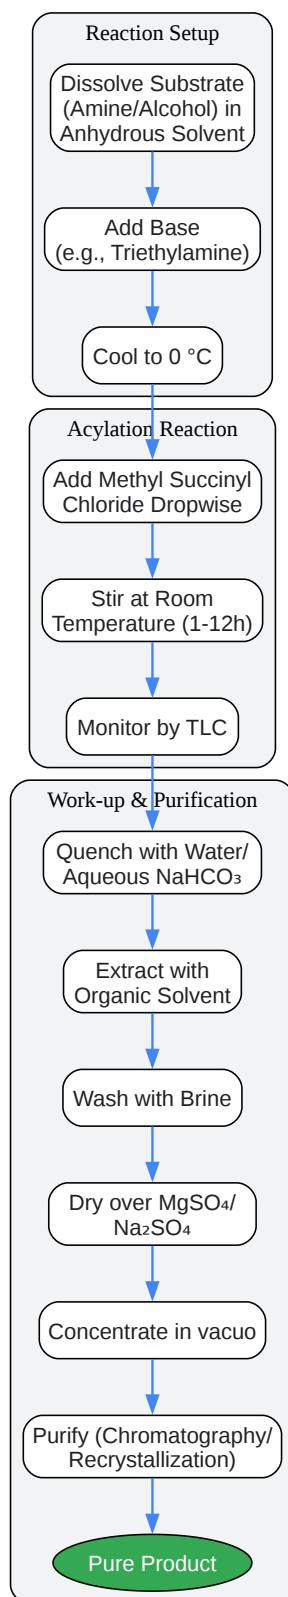 Reaction Setup
Dissolve Substrate
(Amine/Alcohol) in
Anhydrous Solvent
Add Base
(e.g., Triethylamine)
Cool to 0 °C
Acylation Reaction
Add Methyl Succinyl
Chloride Dropwise
Stir at Room
Temperature (1-12h)
Monitor by TLC
Work-up & Purification
Quench with Water/
Aqueous NaHCO₃
Extract with
Organic Solvent
Wash with Brine
Dry over MgSO₄/
Na₂SO₄
Concentrate in vacuo
Purify (Chromatography/
Recrystallization)
Pure Product